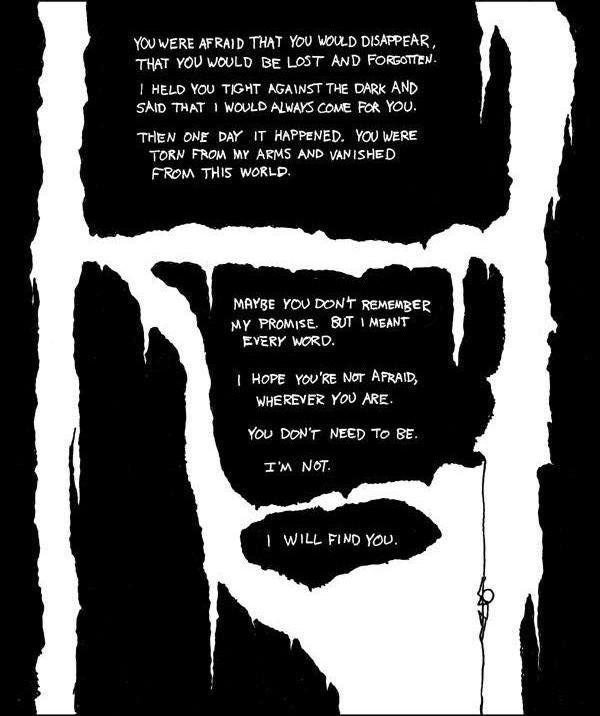 YOU WERE AFRAID THAT YOU WOULD DISAPPEAR,
THAT YOU WOULD BE LOST AND FORGOTTEN.
I HELD YOU TIGHT AGAINST THE DARK AND
SAID THAT I WOULD ALWAYS COME FOR YOU.
THEN ONE DAY IT HAPPENED. YOU WERE
TORN FROM MY ARMS AND VANISHED
FROM THIS WORLD.
MAYBE YOU DON'T REMEMBER
MY PROMISE. BUT I MEANT
EVERY WORD.
I HOPE YOU'RE NOT AFRAID,
WHEREVER YOU ARE.
YOU DON'T NEED TO BE.
I'M NOT.
I WILL FIND YOU.